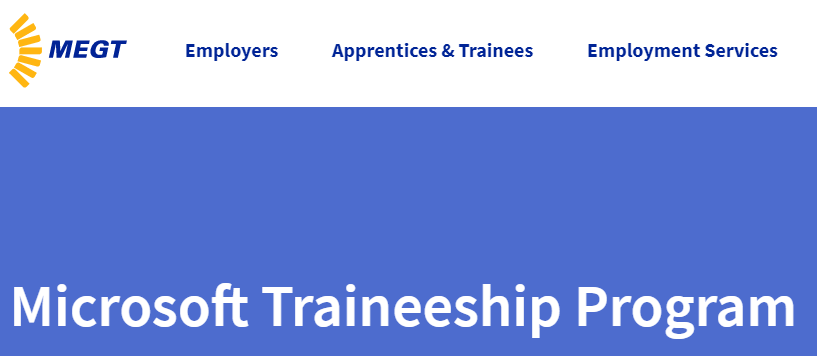 MEGT Employers Apprentices & Trainees Employment Services
Microsoft Traineeship Program